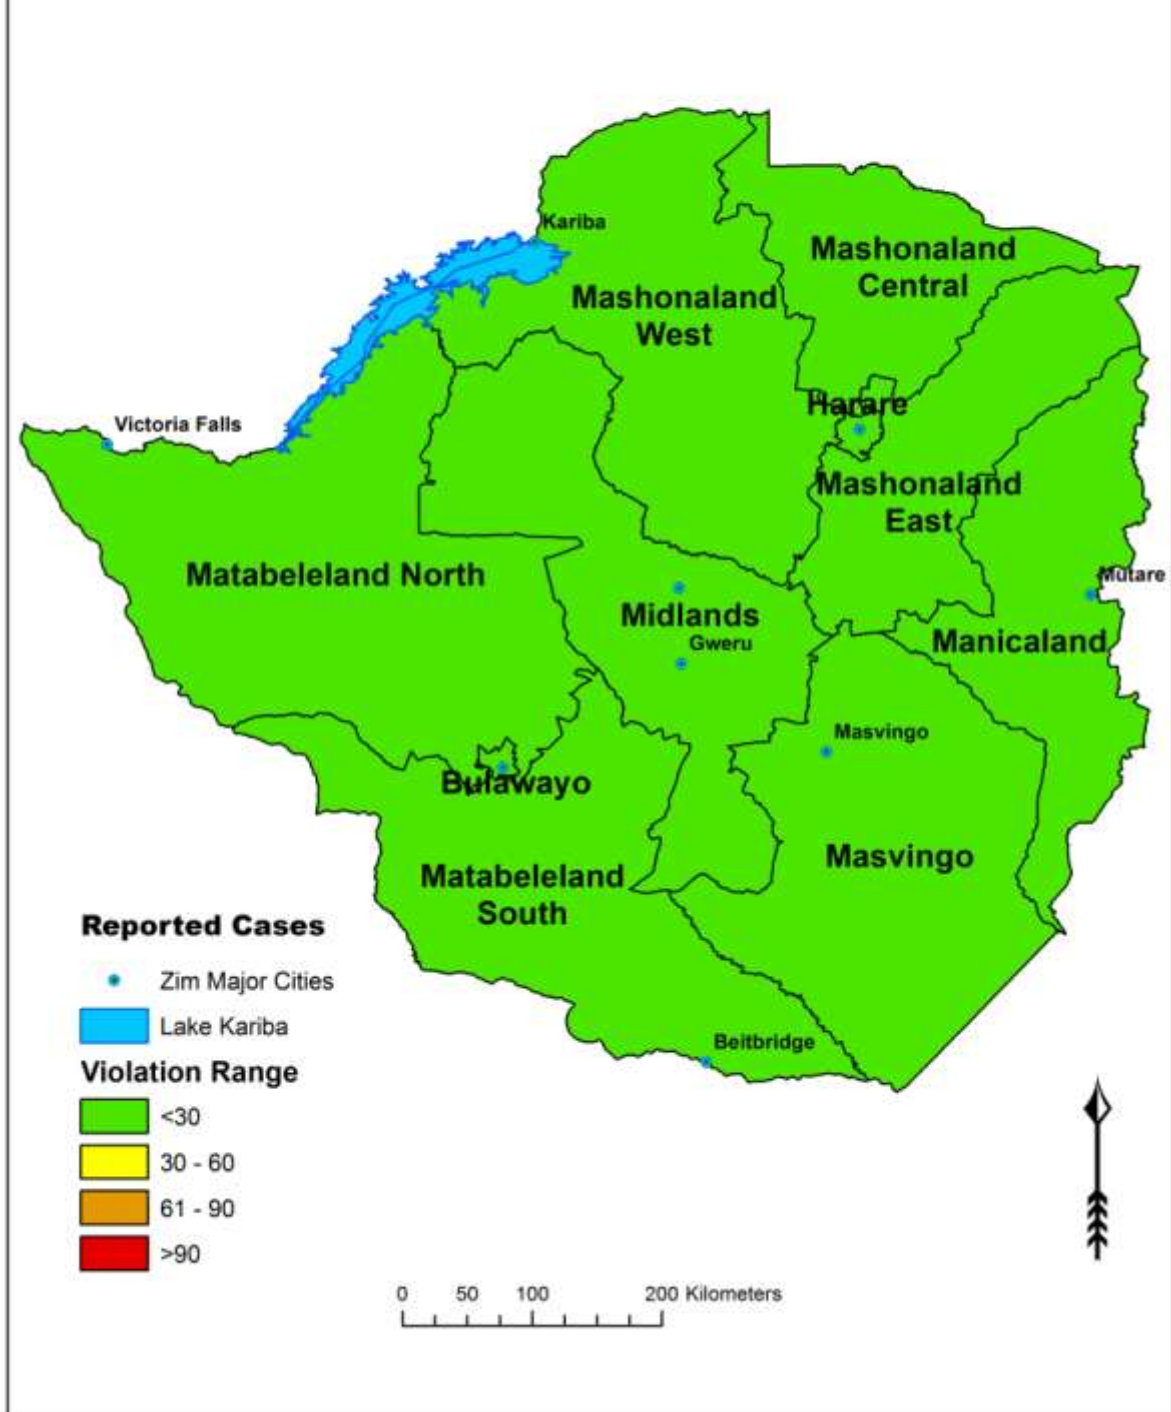 Kariba
Mashonaland
Central
Mashonaland
West
Harare
Victoria Falls
Mashonaland
East
Matabeleland North
Mutare
Midlands
Gweru
Manicaland
Masvingo
Bulawayo
Masvingo
Matabeleland
South
Reported Cases
Zim Major Cities
Lake Kariba
Beitbridge
Violation Range
<30
30 - 60
61 - 90
>90
0 50 100 200 Kilometers